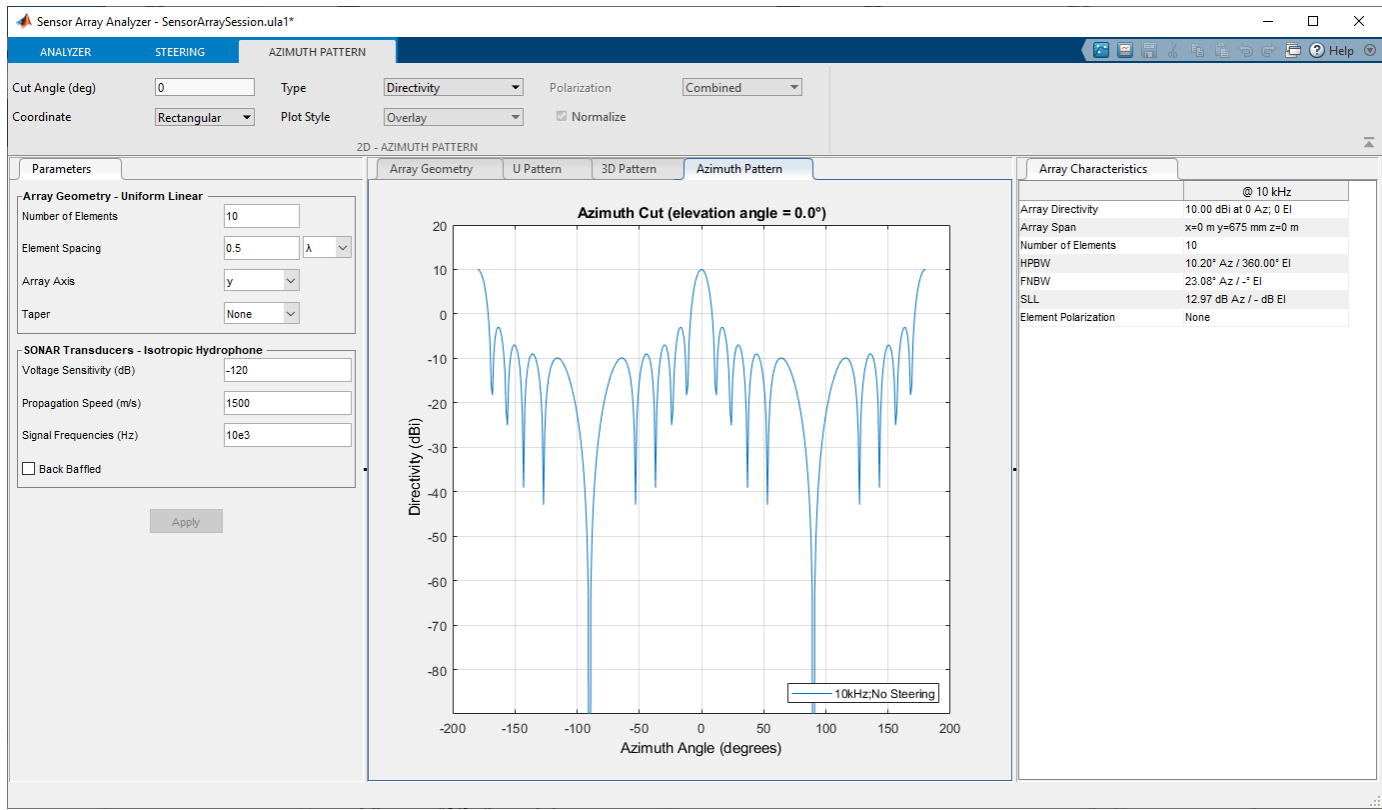 Sensor Array Analyzer - SensorArraySession.ula1*
ANALYZER STEERING AZIMUTH PATTERN
Help
Cut Angle (deg) 0 Type Directivity Polarization Combined
Coordinate Rectangular Plot Style Overlay Normalize
2D - AZIMUTH PATTERN
Parameters
Array Geometry - Uniform Linear
Number of Elements 10
Element Spacing 0.5 λ
Array Axis y
Taper None
SONAR Transducers - Isotropic Hydrophone
Voltage Sensitivity (dB) -120
Propagation Speed (m/s) 1500
Signal Frequencies (Hz) 10e3
Back Baffled
Apply
Array Geometry U Pattern 3D Pattern Azimuth Pattern
Azimuth Cut (elevation angle = 0.0°)
20
10
0
-10
-20
-30
-40
-50
-60
-70
-80
Directivity (dBi)
10kHz;No Steering
-200 -150 -100 -50 0 50 100 150 200
Azimuth Angle (degrees)
Array Characteristics
@ 10 kHz
Array Directivity 10.00 dBi at 0 Az; 0 El
Array Span x=0 m y=675 mm z=0 m
Number of Elements 10
HPBW 10.20° Az / 360.00° El
FNBW 23.08° Az / -° El
SLL 12.97 dB Az / - dB El
Element Polarization None